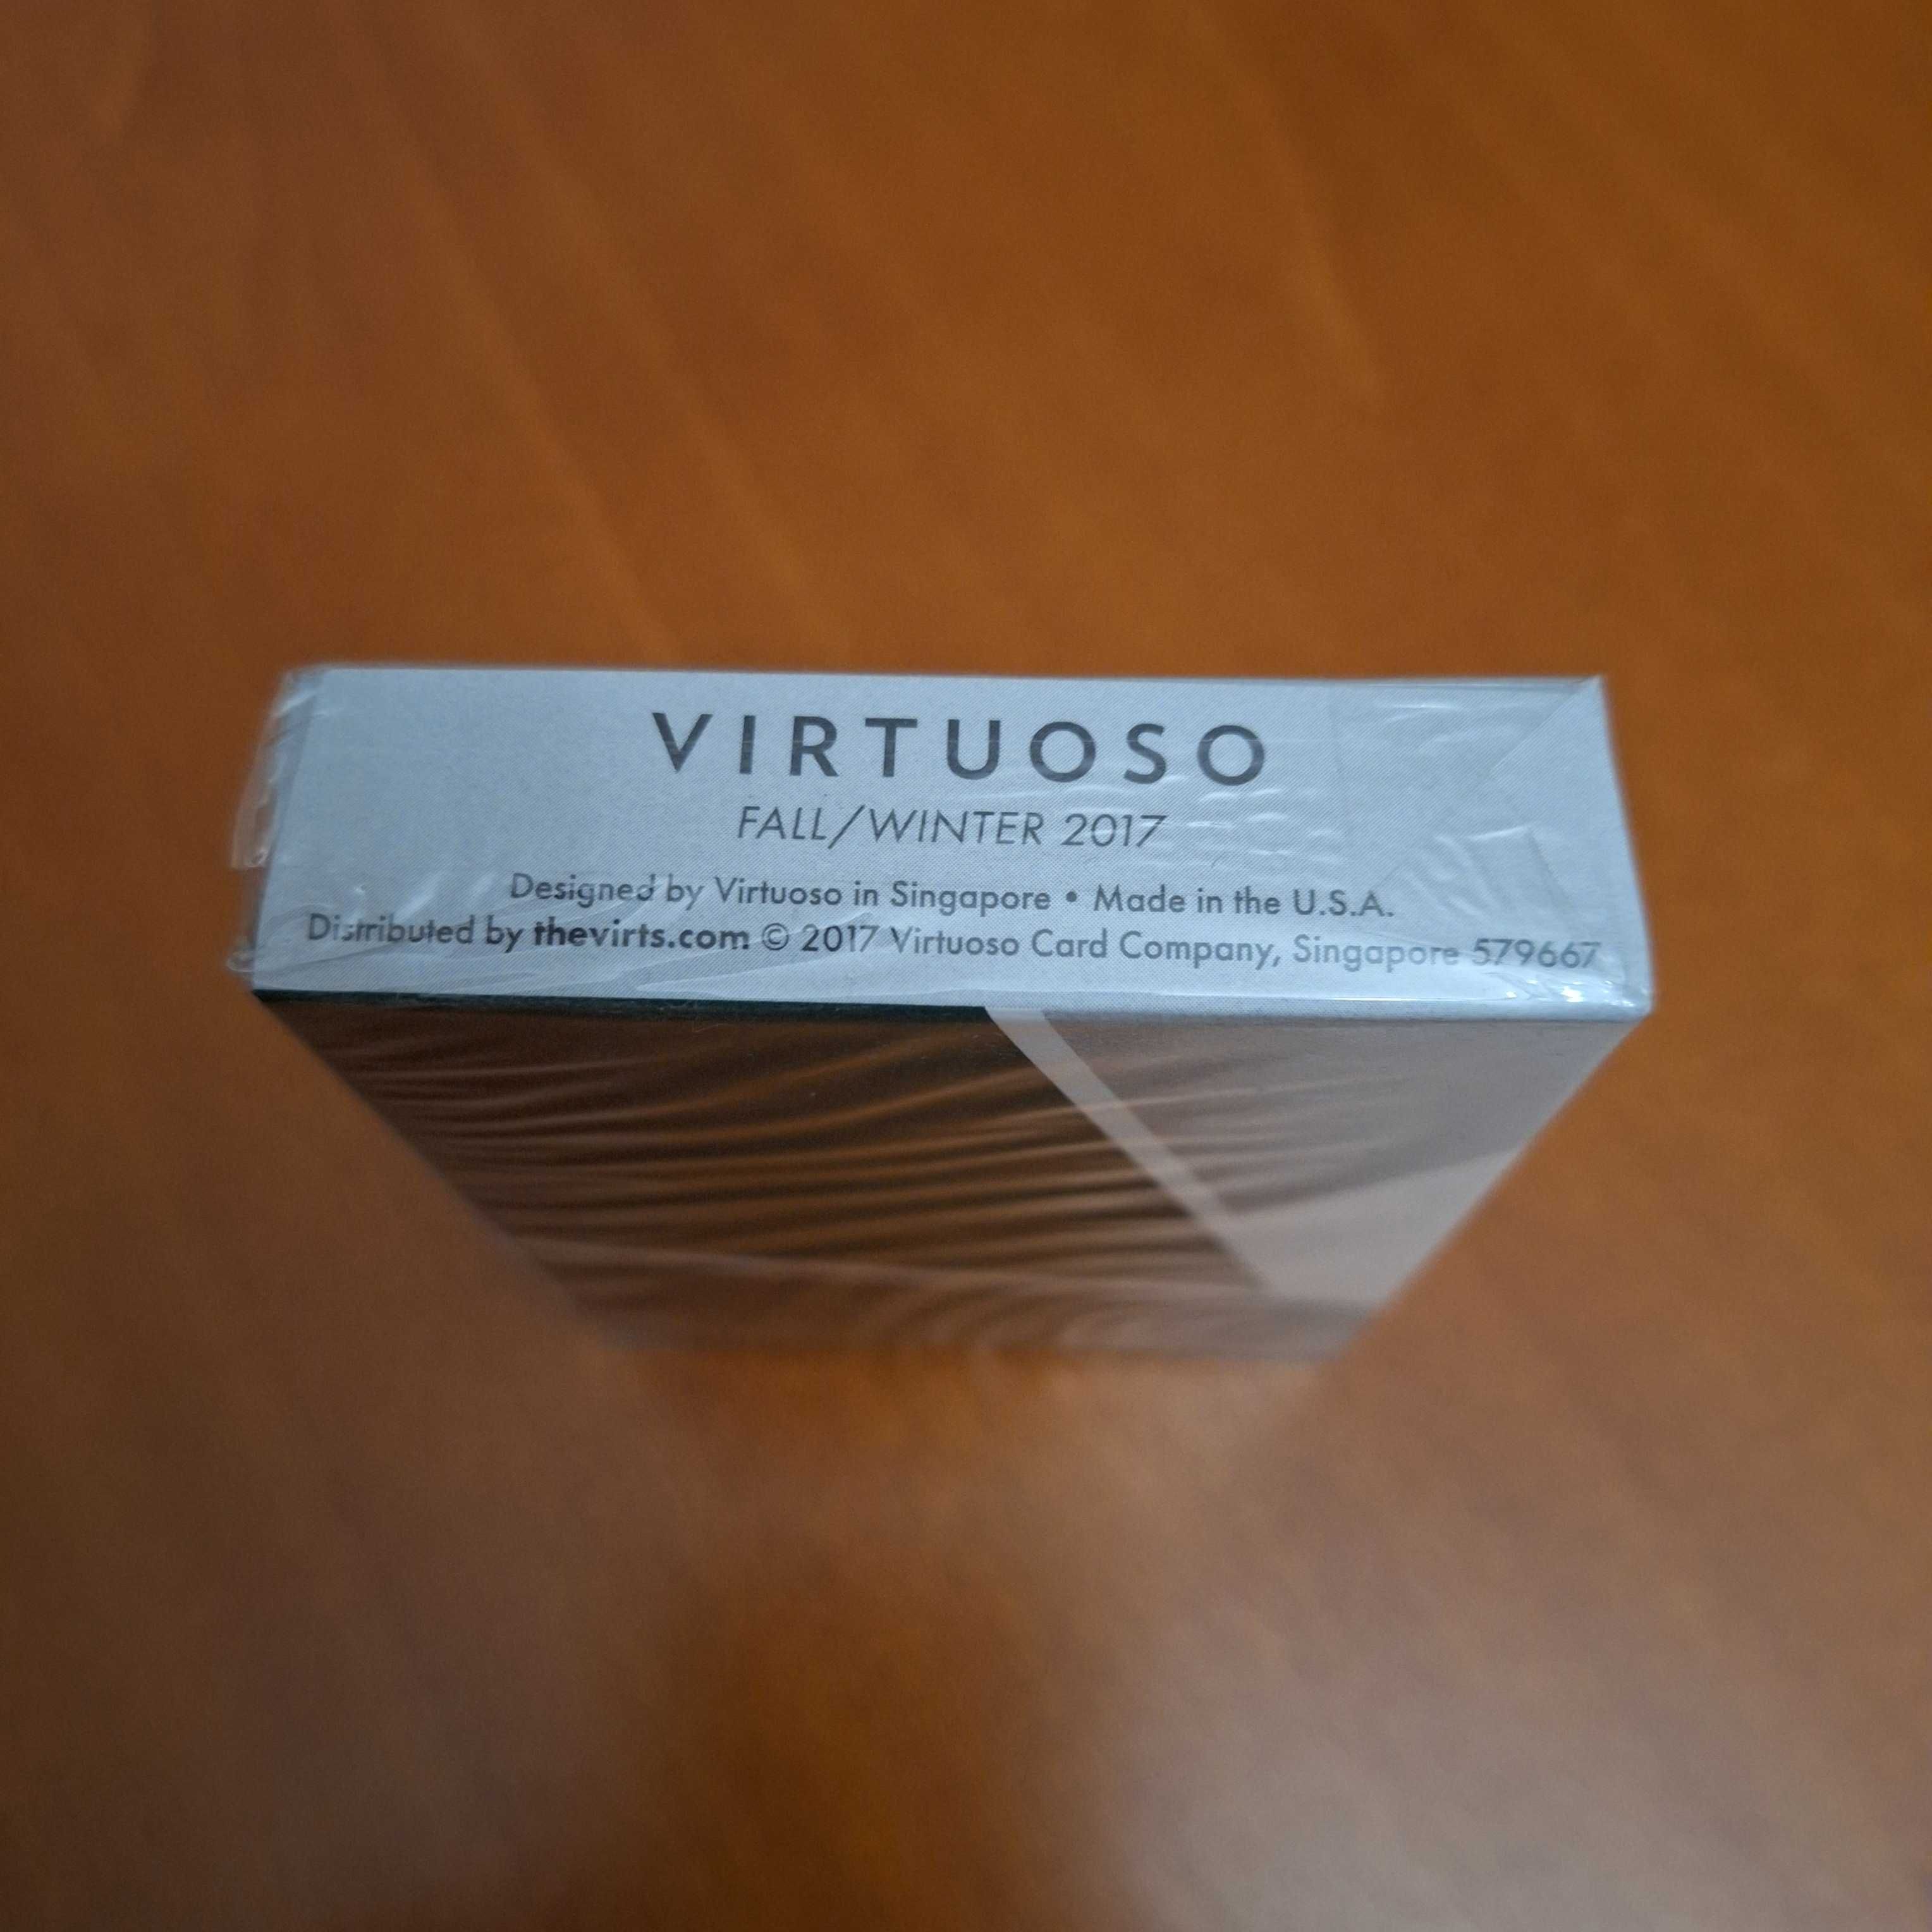 VIRTUOSO
FALL/WINTER 2017
Designed by Virtuoso in Singapore • Made in the U.S.A.
Distributed by thevirts.com © 2017 Virtuoso Card Company, Singapore 579667